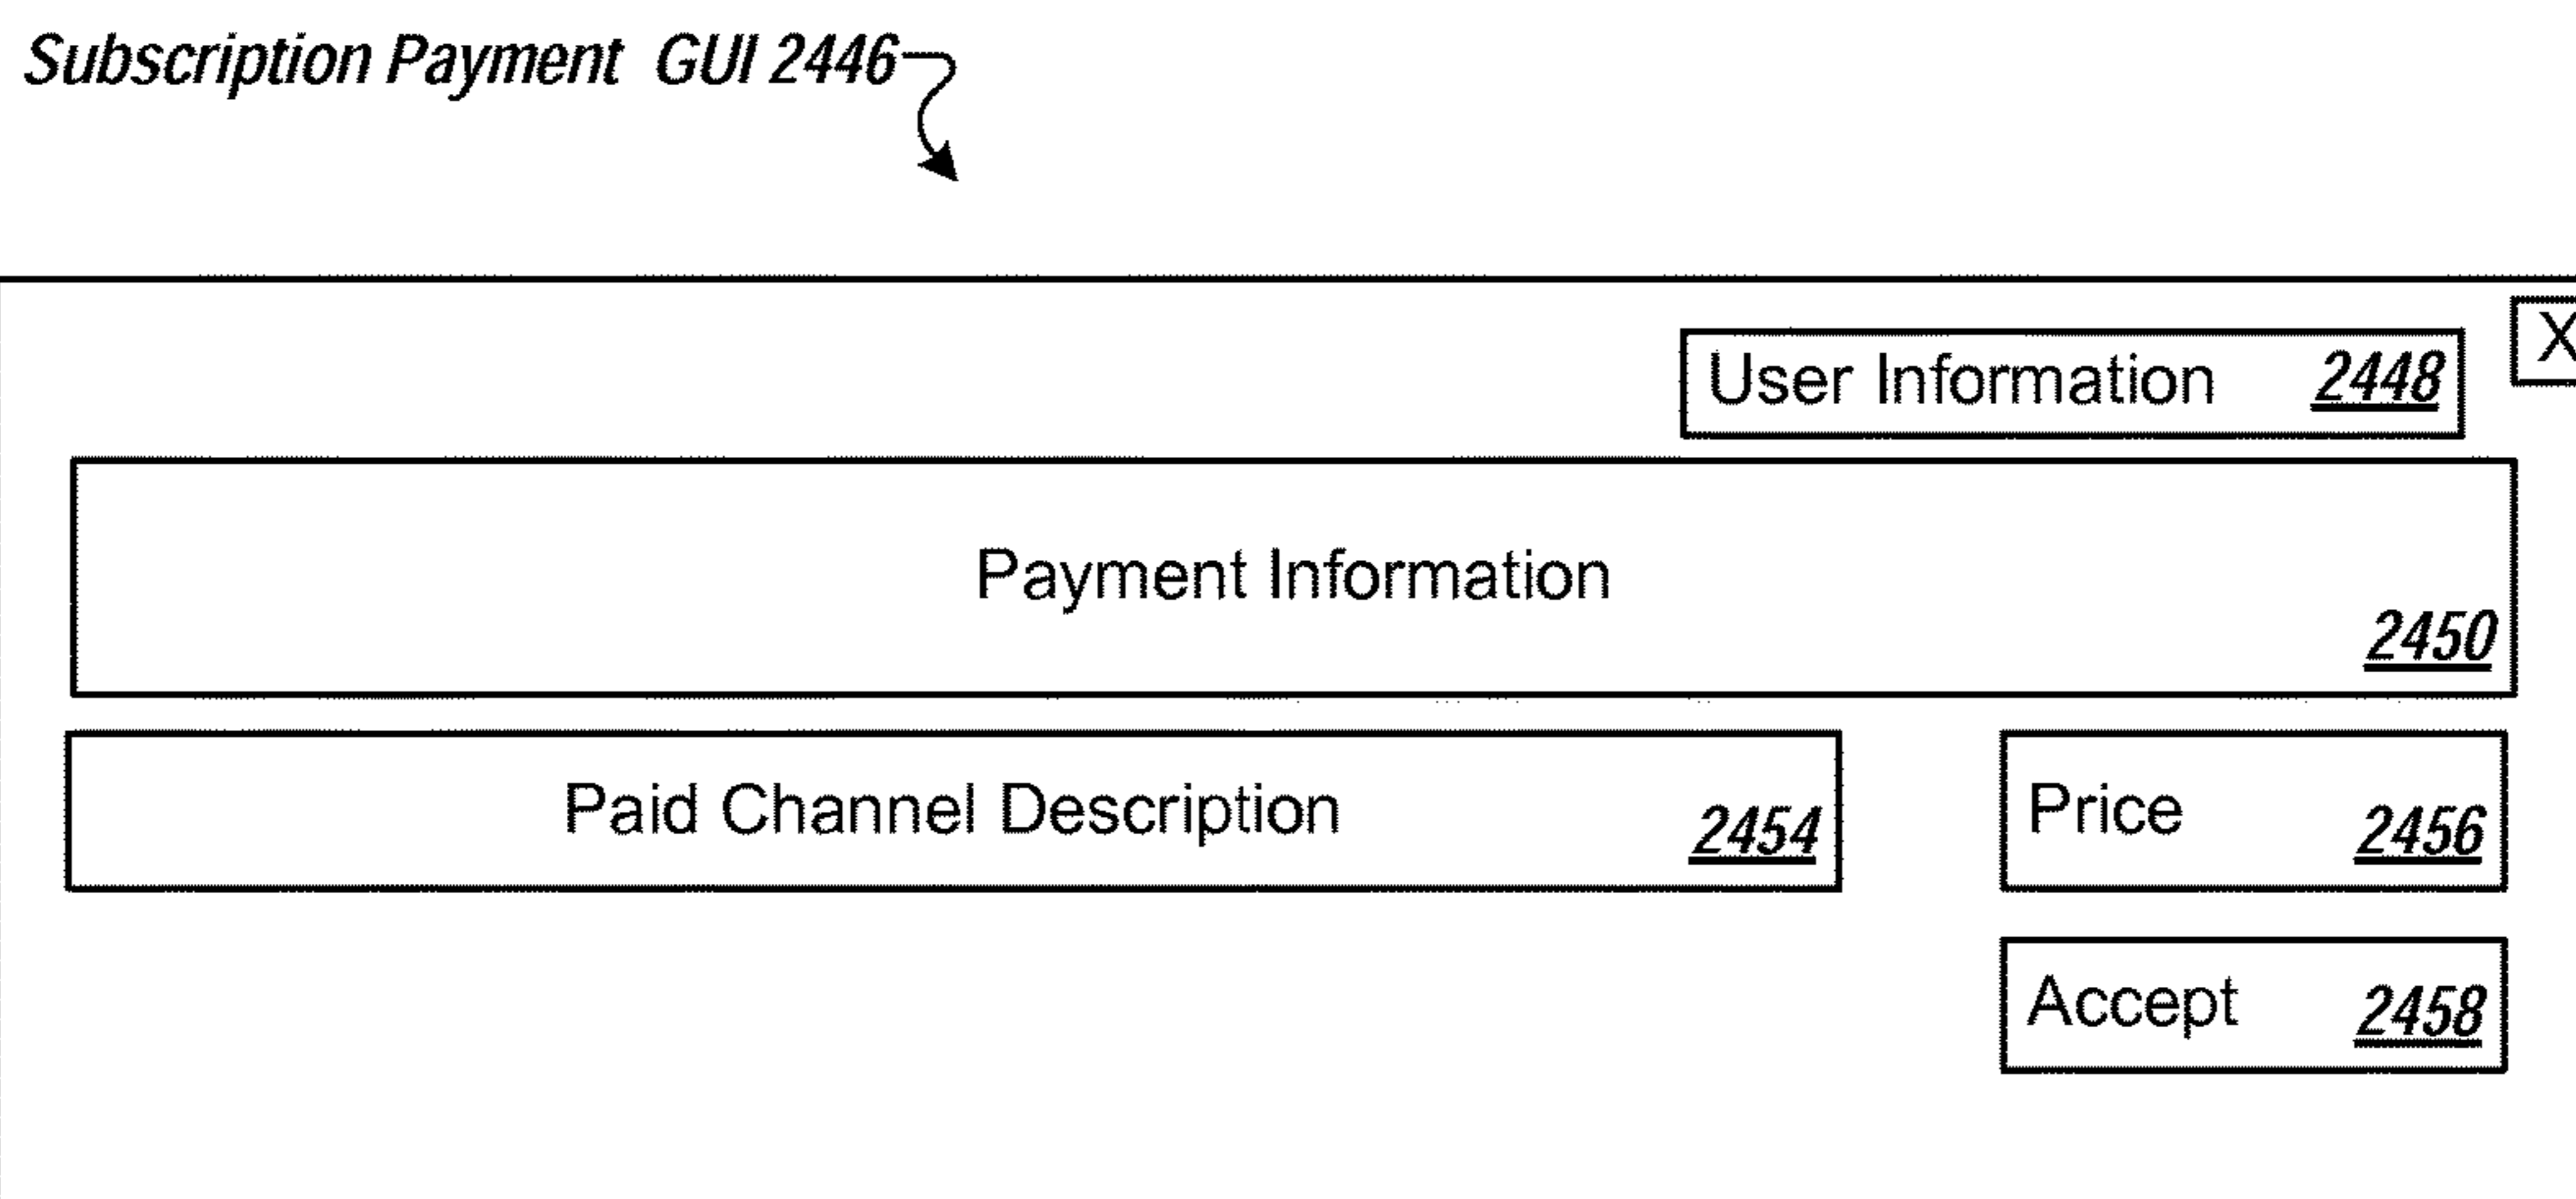 Subscription Payment GUI 2446
X
User Information 2448
Payment Information
2450
Paid Channel Description 2454
Price 2456
Accept 2458